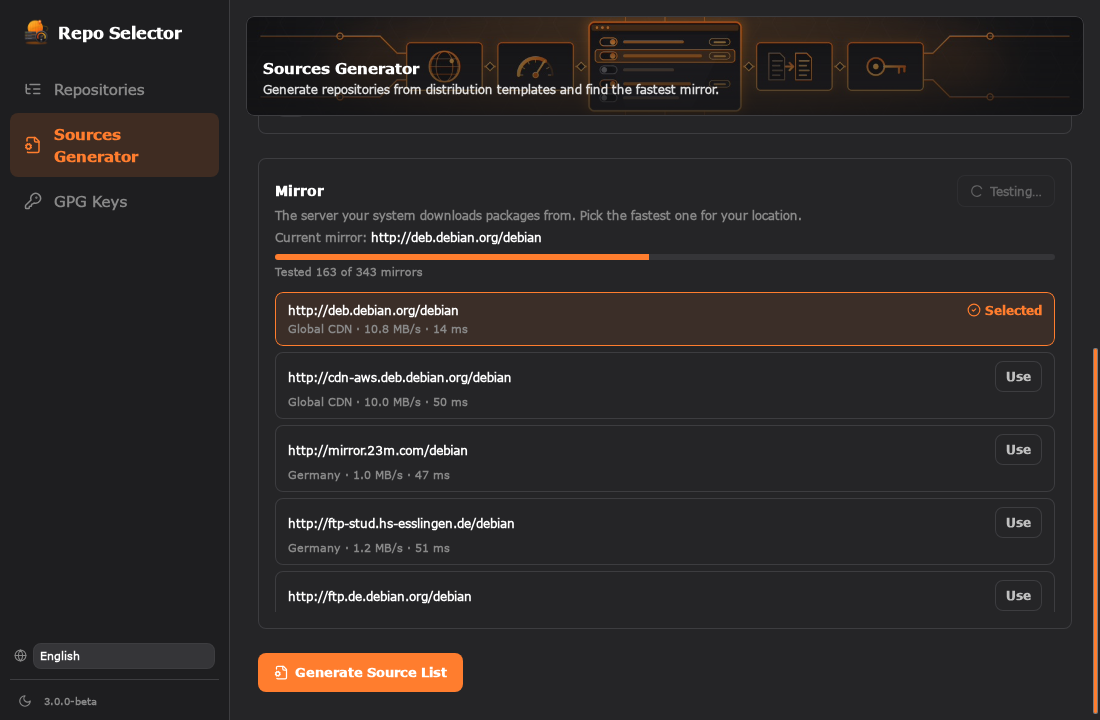 Repo Selector
Repositories
Sources
Generator
GPG Keys
English
3.0.0-beta
Sources Generator
Generate repositories from distribution templates and find the fastest mirror.
Mirror
Testing...
The server your system downloads packages from. Pick the fastest one for your location.
Current mirror: http://deb.debian.org/debian
Tested 163 of 343 mirrors
http://deb.debian.org/debian
Selected
Global CDN · 10.8 MB/s · 14 ms
http://cdn-aws.deb.debian.org/debian
Use
Global CDN · 10.0 MB/s · 50 ms
http://mirror.23m.com/debian
Use
Germany · 1.0 MB/s · 47 ms
http://ftp-stud.hs-esslingen.de/debian
Use
Germany · 1.2 MB/s · 51 ms
http://ftp.de.debian.org/debian
Use
Generate Source List